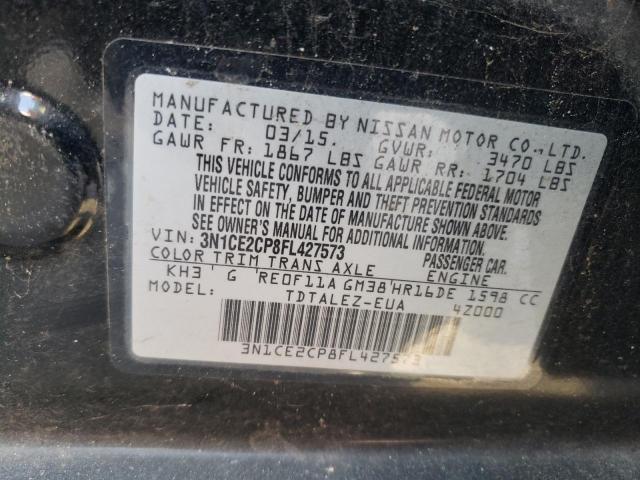 MANUFACTURED BY NISSAN MOTOR CO., LTD.
DATE: 03/15. GVWR: 3470 LBS
GAWR FR: 1867 LBS GAWR RR: 1704 LBS
THIS VEHICLE CONFORMS TO ALL APPLICABLE FEDERAL MOTOR
VEHICLE SAFETY, BUMPER AND THEFT PREVENTION STANDARDS
IN EFFECT ON THE DATE OF MANUFACTURE SHOWN ABOVE.
SEE OWNER'S MANUAL FOR ADDITIONAL INFORMATION
VIN: 3N1CE2CP8FL427573 PASSENGER CAR.
COLOR TRIM TRANS AXLE ENGINE
KH3 ' G 'RE0F11A GM38'HR16DE 1598 CC
TDTALEZ-EUA 4Z000
3N1CE2CP8FL427573